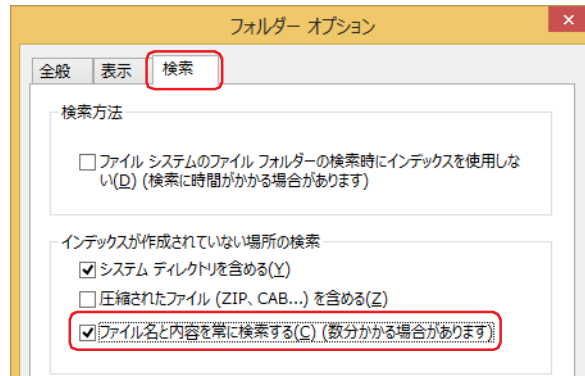 フォルダー オプション
全般 表示 検索
検索方法
ファイル システムのファイル フォルダーの検索時にインデックスを使用しな
い(D) (検索に時間がかかる場合があります)
インデックスが作成されていない場所の検索
システム ディレクトリを含める(Y)
圧縮されたファイル (ZIP、CAB...) を含める(Z)
ファイル名と内容を常に検索する(C) (数分かかる場合があります)